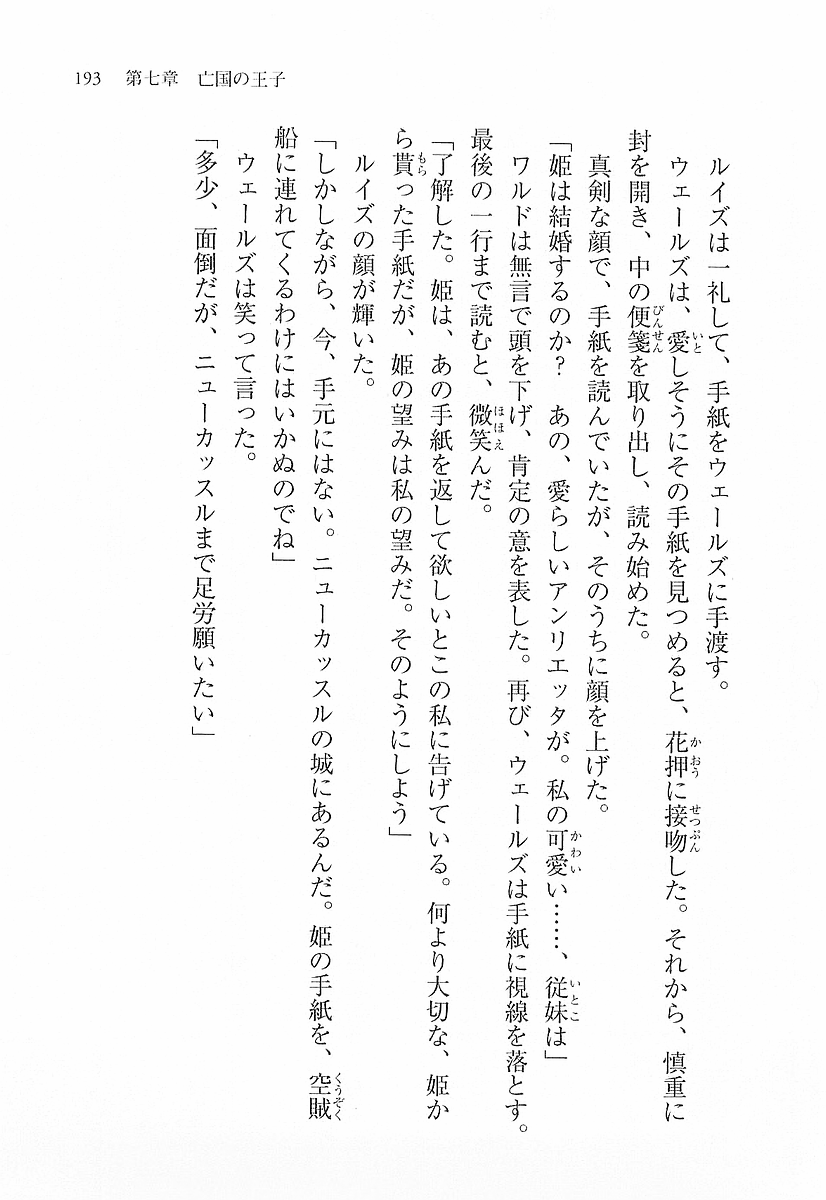 193 第七章 亡国の王子
ルイズは一礼して、手紙をウェールズに手渡す。
ウェールズは、愛しそうにその手紙を見つめると、花押に接吻した。それから、慎重に
封を開き、中の便箋を取り出し、読み始めた。
真剣な顔で、手紙を読んでいたが、そのうちに顔を上げた。
「姫は結婚するのか？ あの、愛らしいアンリエッタが。私の可愛い……、従妹は」
ワルドは無言で頭を下げ、肯定の意を表した。再び、ウェールズは手紙に視線を落とす。
最後の一行まで読むと、微笑んだ。
「了解した。姫は、あの手紙を返して欲しいとこの私に告げている。何より大切な、姫か
ら貰った手紙だが、姫の望みは私の望みだ。そのようにしよう」
ルイズの顔が輝いた。
「しかしながら、今、手元にはない。ニューカッスルの城にあるんだ。姫の手紙を、空賊
船に連れてくるわけにはいかぬのでね」
ウェールズは笑って言った。
「多少、面倒だが、ニューカッスルまで足労願いたい」